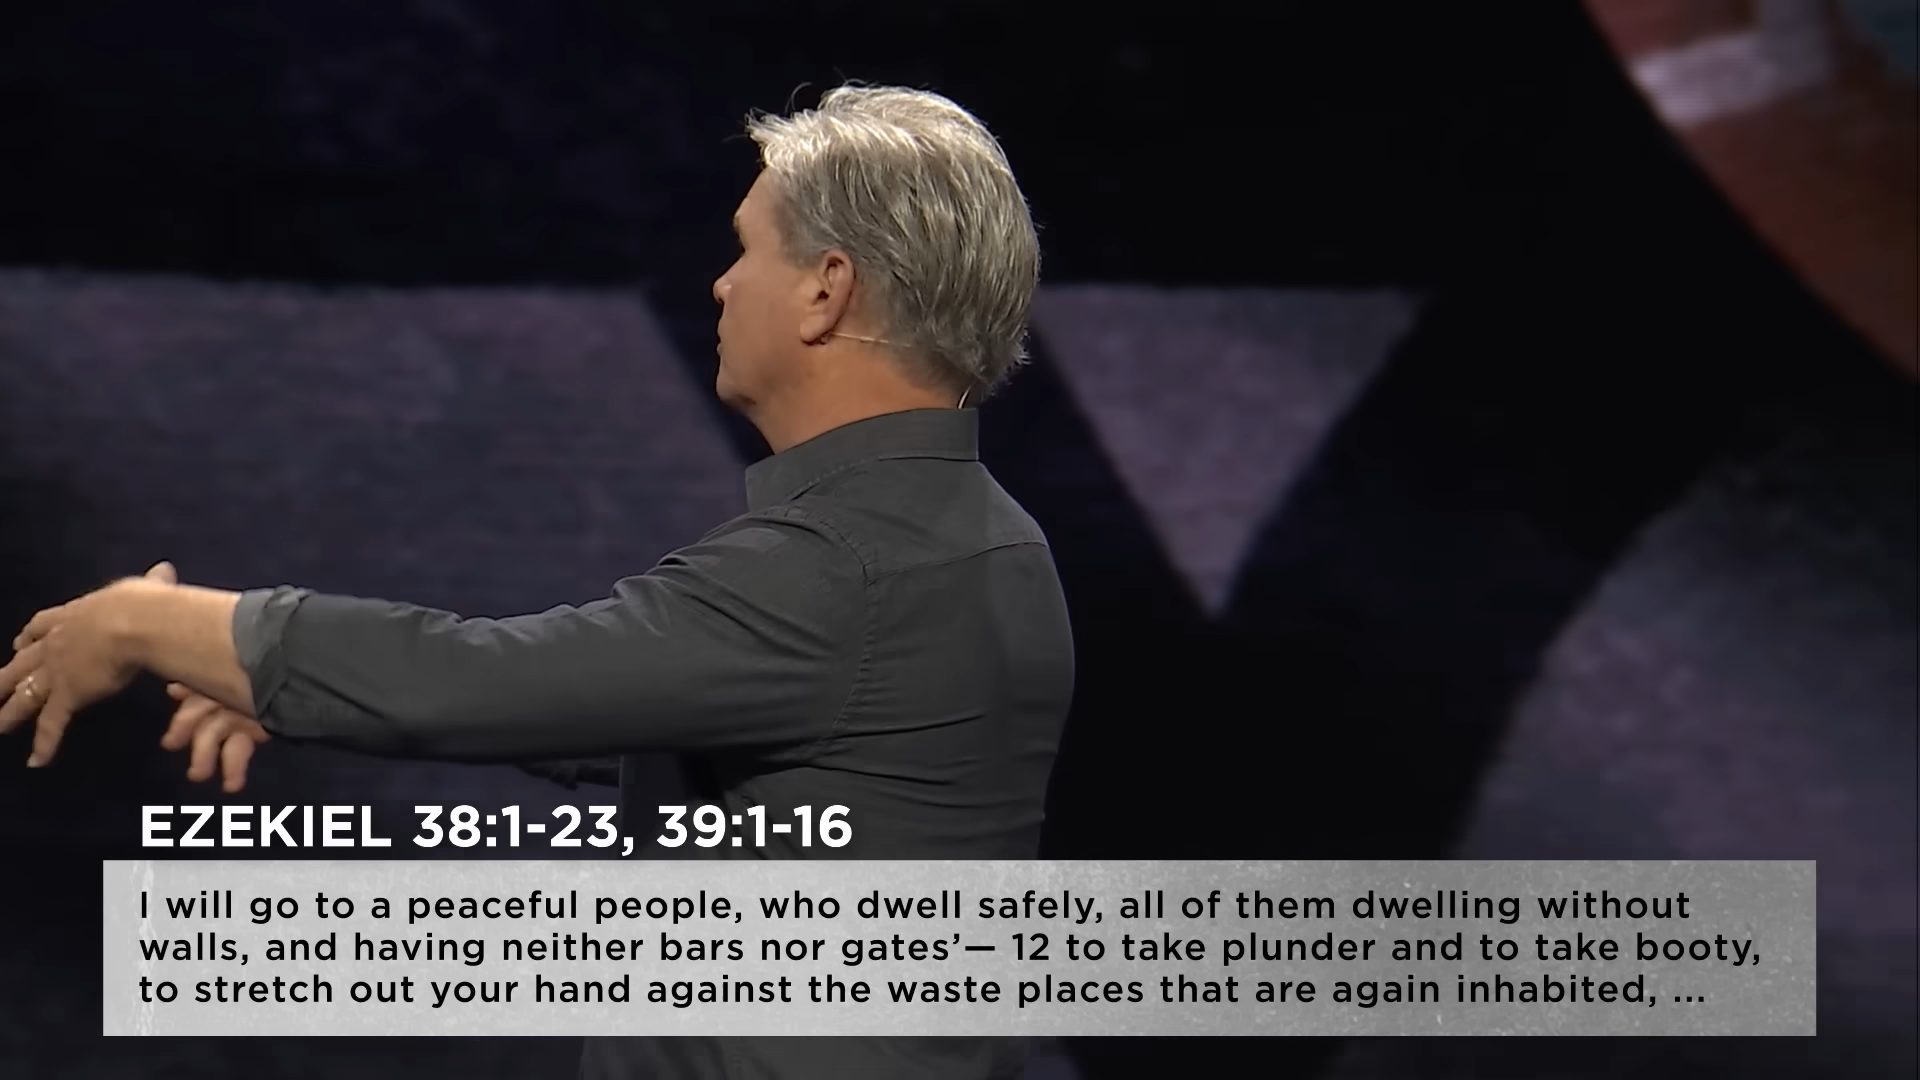 EZEKIEL 38:1-23, 39:1-16
I will go to a peaceful people, who dwell safely, all of them dwelling without
walls, and having neither bars nor gates’— 12 to take plunder and to take booty,
to stretch out your hand against the waste places that are again inhabited, ...